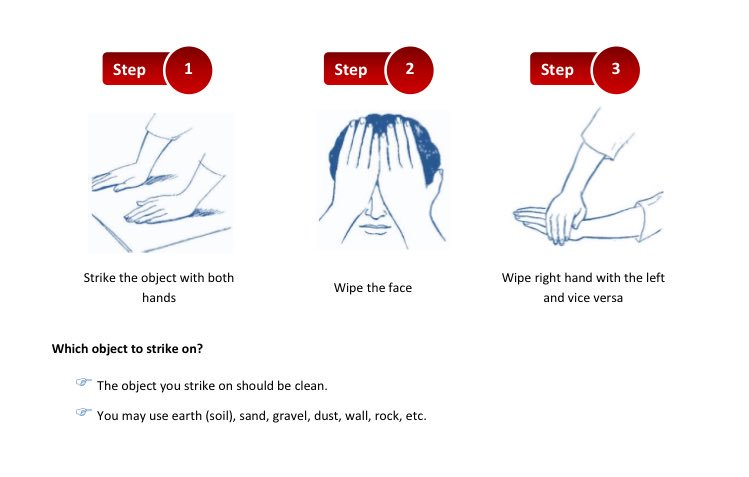 Step 1
Step 2
Step 3
Strike the object with both
hands
Wipe the face
Wipe right hand with the left
and vice versa
Which object to strike on?
The object you strike on should be clean.
You may use earth (soil), sand, gravel, dust, wall, rock, etc.